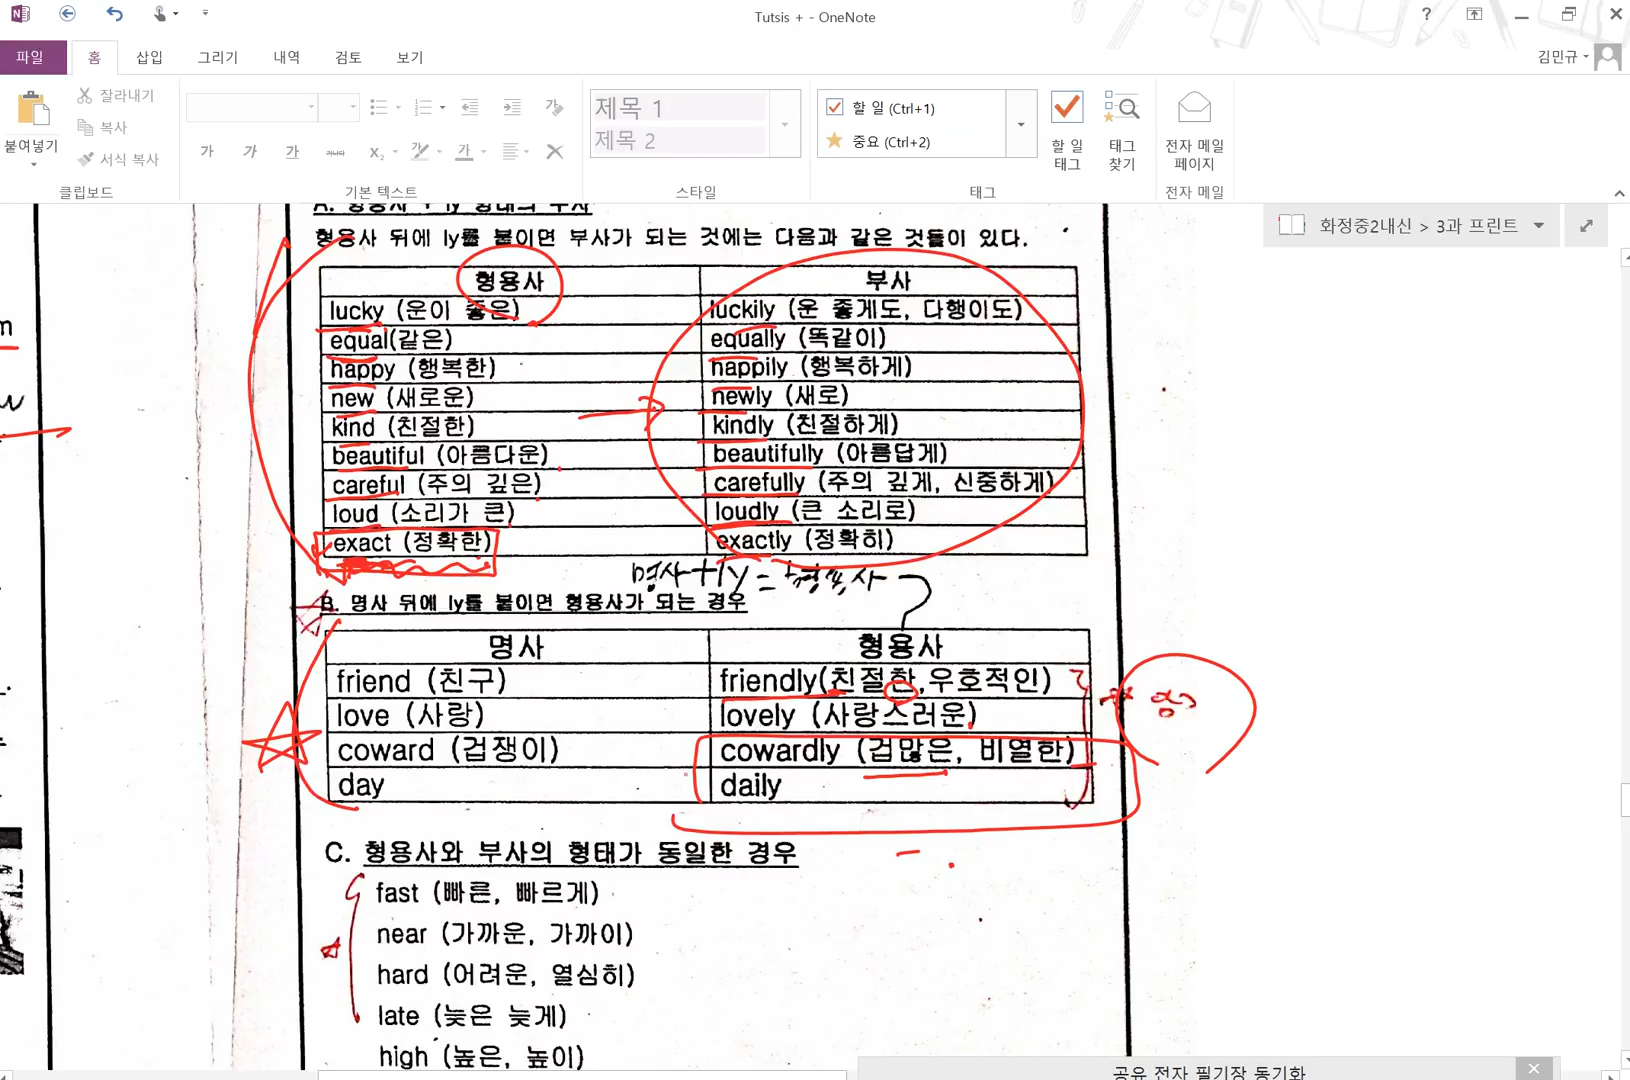 Tutsis + - OneNote
파일 홈 삽입 그리기 내역 검토 보기
김민규
붙여넣기
잘라내기
복사
서식 복사
클립보드
가 가 가 가나다 x₂ 가
기본 텍스트
제목 1
제목 2
스타일
할 일 (Ctrl+1)
중요 (Ctrl+2)
할 일 태그
태그 찾기
태그
전자 메일 페이지
전자 메일
화정중2내신 > 3과 프린트
A. 형용사 + ly 형태의 부사
형용사 뒤에 ly를 붙이면 부사가 되는 것에는 다음과 같은 것들이 있다.
형용사 부사
lucky (운이 좋은) luckily (운 좋게도, 다행이도)
equal(같은) equally (똑같이)
happy (행복한) happily (행복하게)
new (새로운) newly (새로)
kind (친절한) kindly (친절하게)
beautiful (아름다운) beautifully (아름답게)
careful (주의 깊은) carefully (주의 깊게, 신중하게)
loud (소리가 큰) loudly (큰 소리로)
exact (정확한) exactly (정확히)
명사+ly = 형용사
B. 명사 뒤에 ly를 붙이면 형용사가 되는 경우
명사 형용사
friend (친구) friendly(친절한,우호적인)
love (사랑) lovely (사랑스러운)
coward (겁쟁이) cowardly (겁많은, 비열한)
day daily
C. 형용사와 부사의 형태가 동일한 경우
fast (빠른, 빠르게)
near (가까운, 가까이)
hard (어려운, 열심히)
late (늦은 늦게)
high (높은, 높이)
공유 전자 필기장 동기화